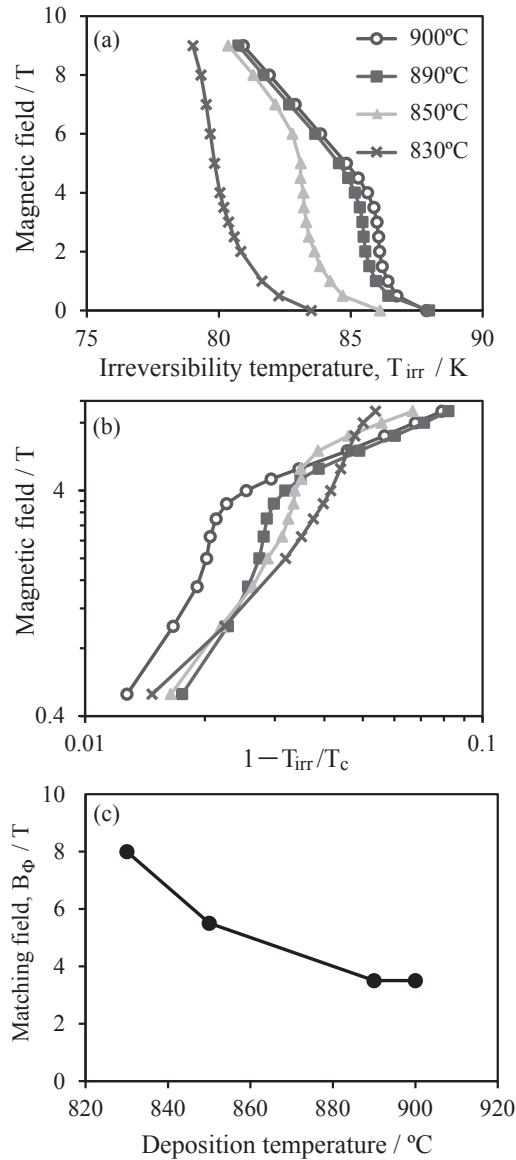 (a)
900ºC
890ºC
850ºC
830ºC
10
8
6
4
2
0
Magnetic field / T
75 80 85 90
Irreversibility temperature, Tirr / K
(b)
4
0.4
Magnetic field / T
0.01 0.1
1－Tirr/Tc
(c)
10
8
6
4
2
0
Matching field, BΦ / T
820 840 860 880 900 920
Deposition temperature / ºC